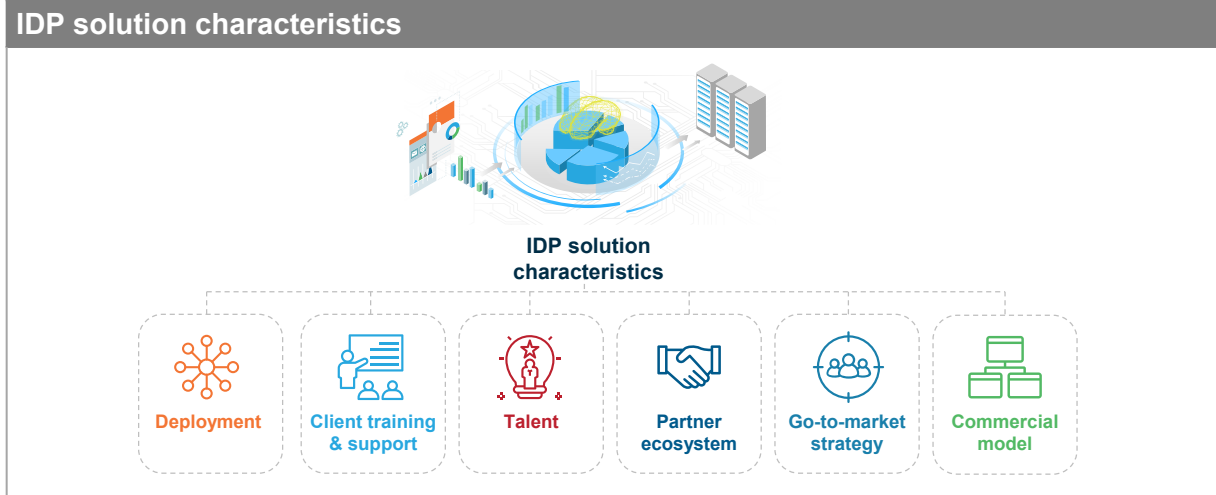 IDP solution characteristics
IDP solution
characteristics
Deployment
Client training
& support
Talent
Partner
ecosystem
Go-to-market
strategy
Commercial
model